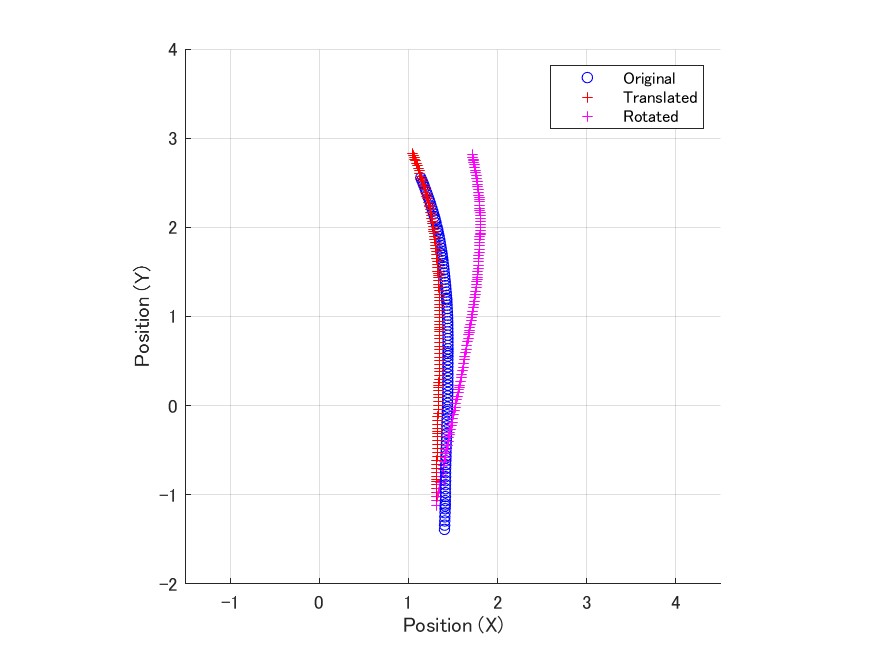 4
3
2
1
0
−1
−2
−1
0
1
2
3
4
Position (X)
Position (Y)
Original
Translated
Rotated